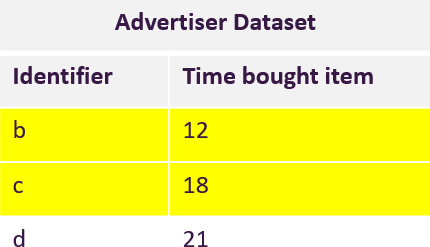 Advertiser Dataset
Identifier Time bought item
b 12
c 18
d 21